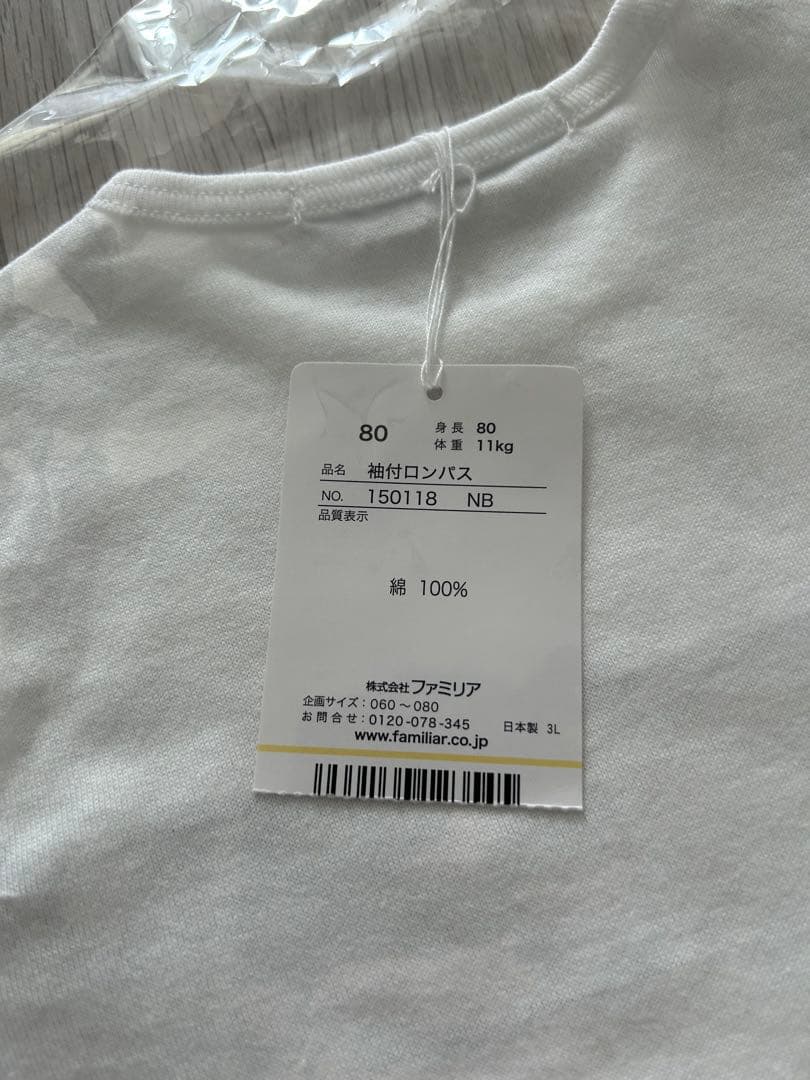 80
身長 80
体重 11kg
品名 袖付ロンパス
NO. 150118 NB
品質表示
綿 100%
株式会社ファミリア
企画サイズ：060～080
お問合せ：0120-078-345 日本製 3L
www.familiar.co.jp